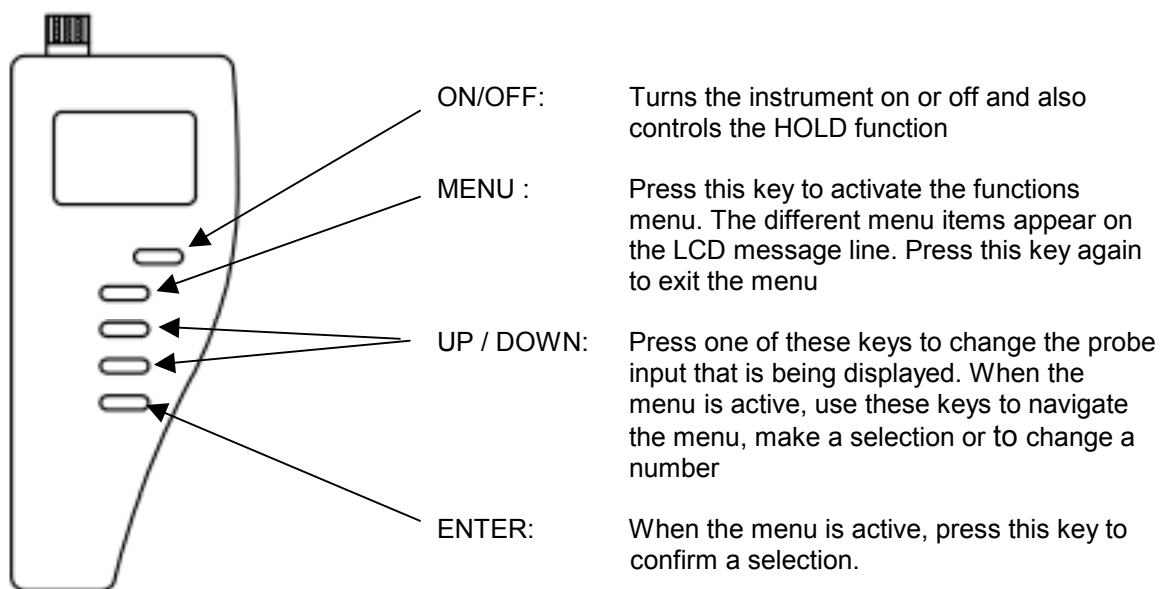 ON/OFF: Turns the instrument on or off and also
controls the HOLD function
MENU : Press this key to activate the functions
menu. The different menu items appear on
the LCD message line. Press this key again
to exit the menu
UP / DOWN: Press one of these keys to change the probe
input that is being displayed. When the
menu is active, use these keys to navigate
the menu, make a selection or to change a
number
ENTER: When the menu is active, press this key to
confirm a selection.